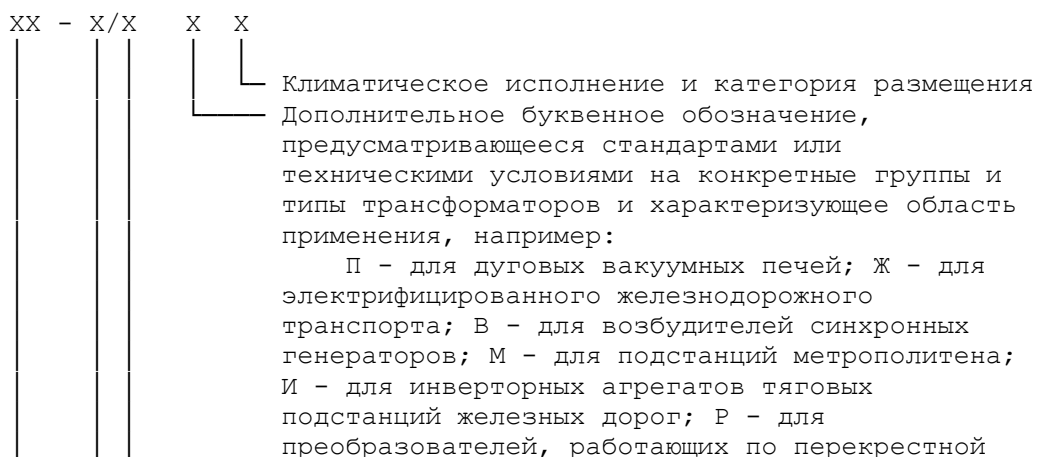 XX - X/X X X
Климатическое исполнение и категория размещения
Дополнительное буквенное обозначение,
предусматривающееся стандартами или
техническими условиями на конкретные группы и
типы трансформаторов и характеризующее область
применения, например:
П - для дуговых вакуумных печей; Ж - для
электрифицированного железнодорожного
транспорта; В - для возбудителей синхронных
генераторов; М - для подстанций метрополитена;
И - для инверторных агрегатов тяговых
подстанций железных дорог; Р - для
преобразователей, работающих по перекрестной